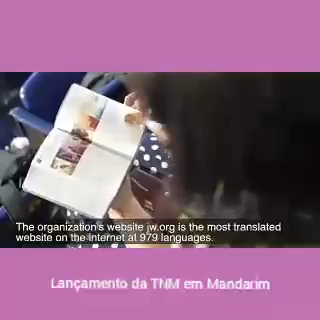 The organization's website jw.org is the most translated
website on the Internet at 979 languages.
Lançamento da TNM em Mandarim